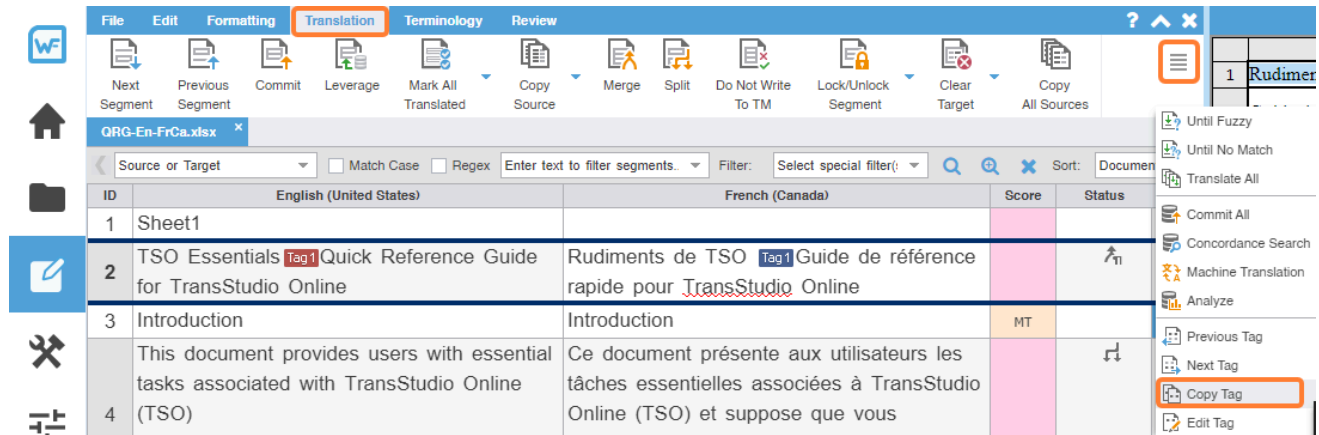 File Edit Formatting Translation Terminology Review ? X
WF
Next Segment
Previous Segment
Commit
Leverage
Mark All Translated
Copy Source
Merge
Split
Do Not Write To TM
Lock/Unlock Segment
Clear Target
Copy All Sources
1 Rudimen
QRG-En-FrCa.xlsx ×
Source or Target Match Case Regex Enter text to filter segments.. Filter: Select special filter(: Sort: Documen
ID English (United States) French (Canada) Score Status
1 Sheet1
2 TSO Essentials Tag1 Quick Reference Guide
for TransStudio Online
Rudiments de TSO Tag1 Guide de référence
rapide pour TransStudio Online
3 Introduction Introduction MT
4 This document provides users with essential
tasks associated with TransStudio Online
(TSO)
Ce document présente aux utilisateurs les
tâches essentielles associées à TransStudio
Online (TSO) et suppose que vous
Until Fuzzy
Until No Match
Translate All
Commit All
Concordance Search
Machine Translation
Analyze
Previous Tag
Next Tag
Copy Tag
Edit Tag